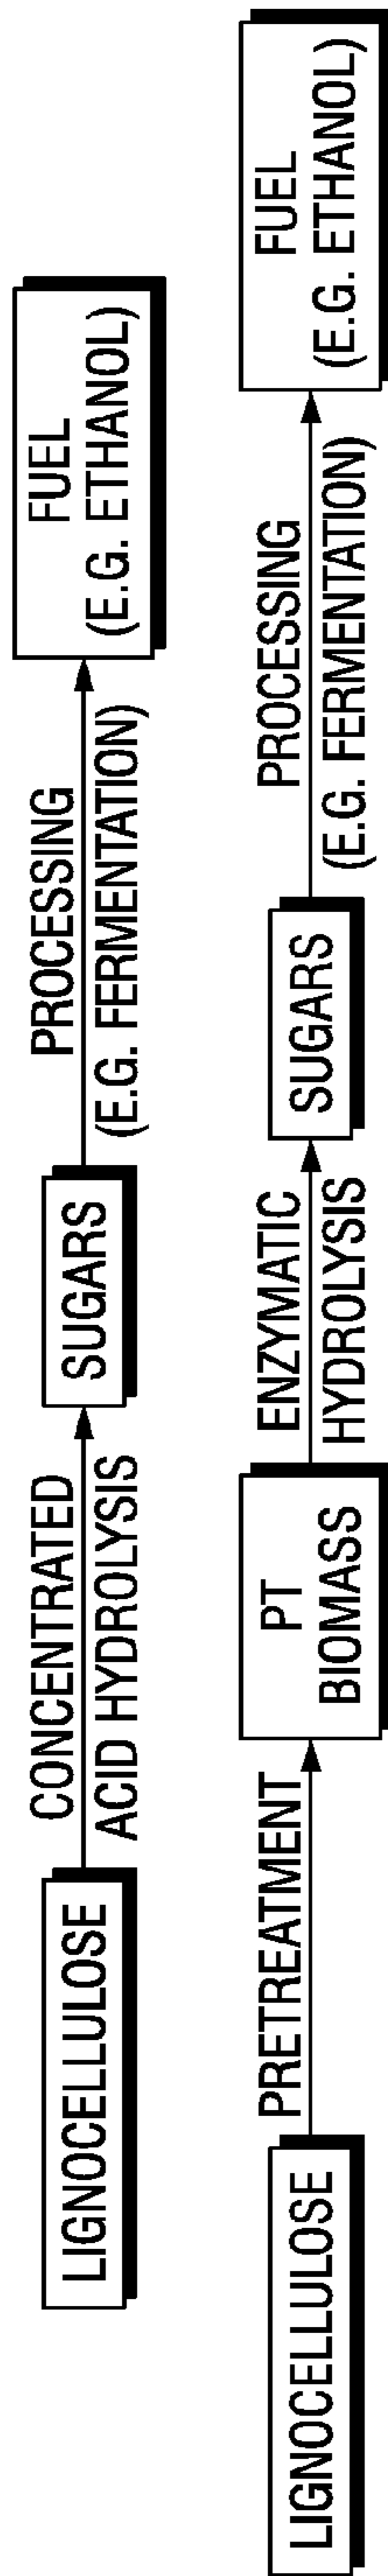 LIGNOCELLULOSE
CONCENTRATED
ACID HYDROLYSIS
SUGARS
PROCESSING
(E.G. FERMENTATION)
FUEL
(E.G. ETHANOL)
LIGNOCELLULOSE
PRETREATMENT
PT
BIOMASS
ENZYMATIC
HYDROLYSIS
SUGARS
PROCESSING
(E.G. FERMENTATION)
FUEL
(E.G. ETHANOL)